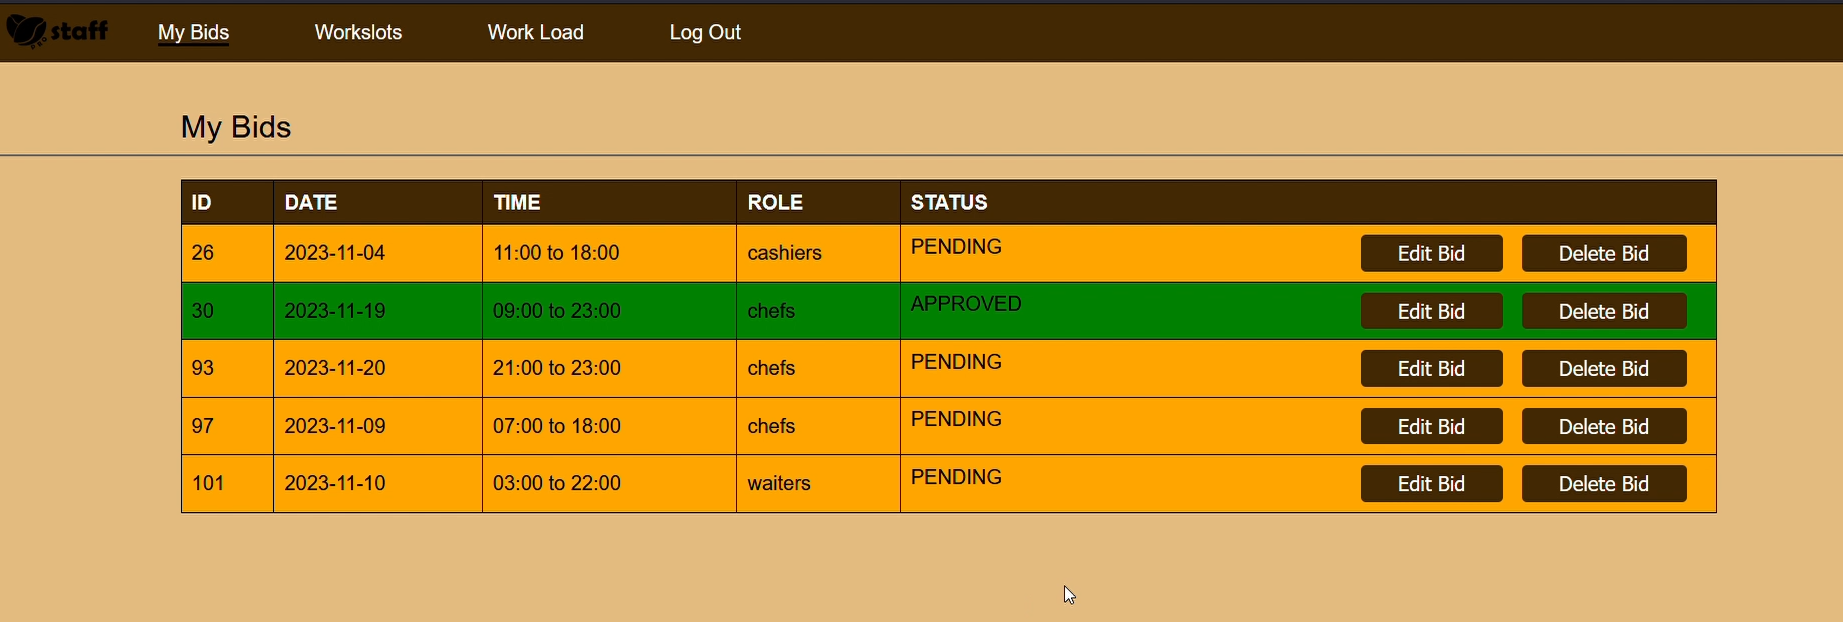 staff My Bids Workslots Work Load Log Out
My Bids
ID DATE TIME ROLE STATUS
26 2023-11-04 11:00 to 18:00 cashiers PENDING Edit Bid Delete Bid
30 2023-11-19 09:00 to 23:00 chefs APPROVED Edit Bid Delete Bid
93 2023-11-20 21:00 to 23:00 chefs PENDING Edit Bid Delete Bid
97 2023-11-09 07:00 to 18:00 chefs PENDING Edit Bid Delete Bid
101 2023-11-10 03:00 to 22:00 waiters PENDING Edit Bid Delete Bid